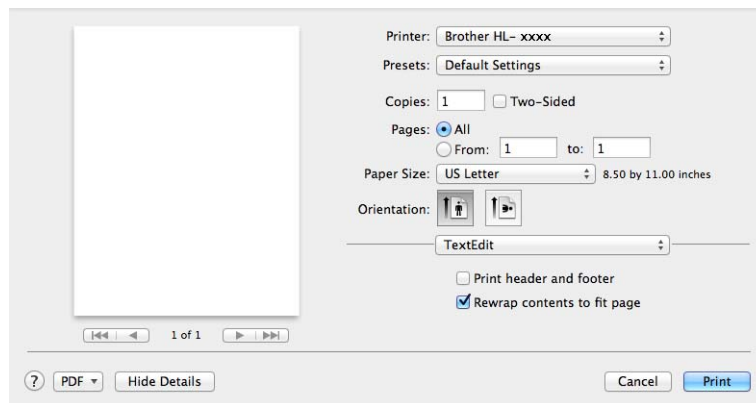 Printer: Brother HL- xxxx
Presets: Default Settings
Copies: 1 Two-Sided
Pages: All
From: 1 to: 1
Paper Size: US Letter 8.50 by 11.00 inches
Orientation:
TextEdit
Print header and footer
Rewrap contents to fit page
1 of 1
? PDF Hide Details Cancel Print